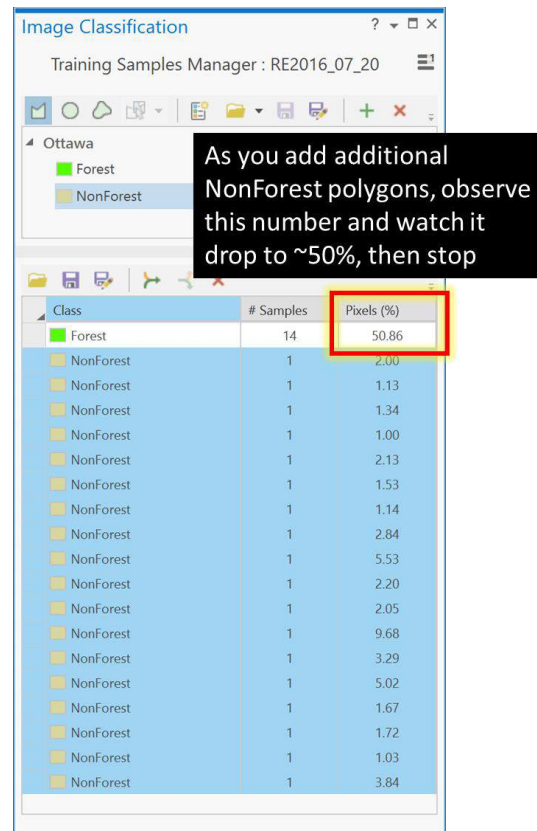 Image Classification
Training Samples Manager : RE2016_07_20
Ottawa
Forest
NonForest
As you add additional
NonForest polygons, observe
this number and watch it
drop to ~50%, then stop
Class # Samples Pixels (%)
Forest 14 50.86
NonForest 1 2.00
NonForest 1 1.13
NonForest 1 1.34
NonForest 1 1.00
NonForest 1 2.13
NonForest 1 1.53
NonForest 1 1.14
NonForest 1 2.84
NonForest 1 5.53
NonForest 1 2.20
NonForest 1 2.05
NonForest 1 9.68
NonForest 1 3.29
NonForest 1 5.02
NonForest 1 1.67
NonForest 1 1.72
NonForest 1 1.03
NonForest 1 3.84